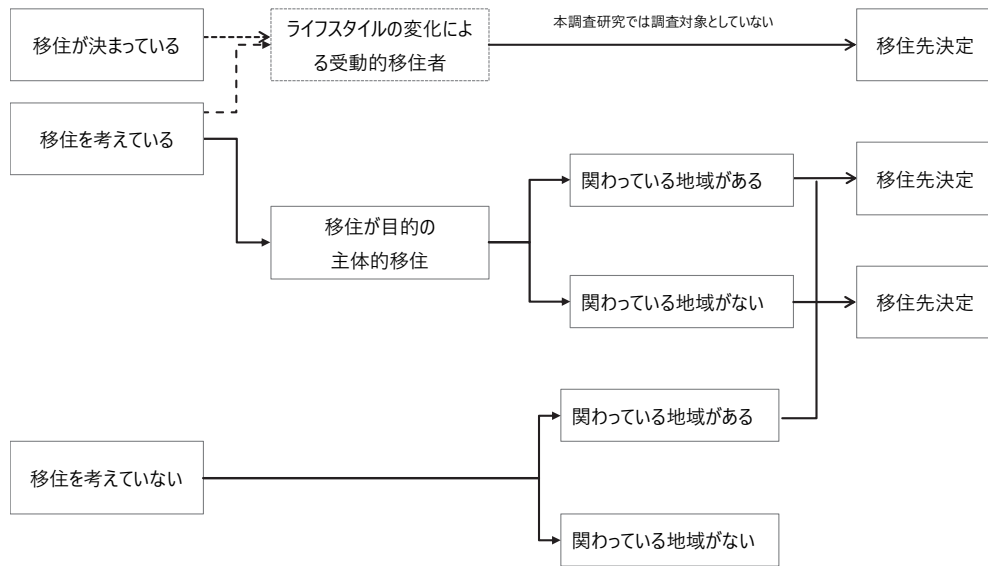 移住が決まっている
ライフスタイルの変化によ
る受動的移住者
本調査研究では調査対象としていない
移住先決定
移住を考えている
移住が目的の
主体的移住
関わっている地域がある
移住先決定
関わっている地域がない
移住先決定
移住を考えていない
関わっている地域がある
関わっている地域がない